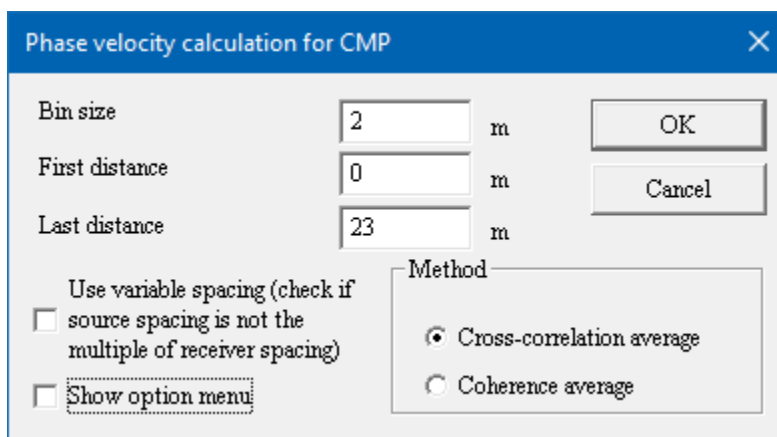 Phase velocity calculation for CMP
Bin size
2
m
OK
First distance
0
m
Cancel
Last distance
23
m
Use variable spacing (check if
source spacing is not the
multiple of receiver spacing)
Show option menu
Method
Cross-correlation average
Coherence average